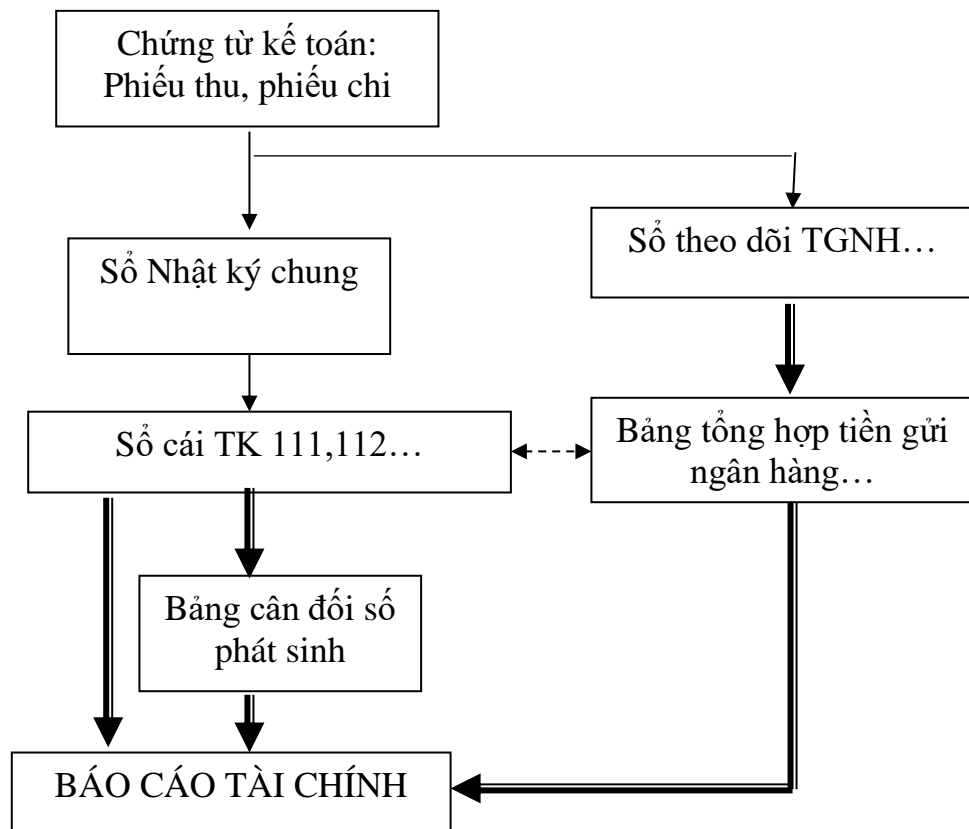 Chứng từ kế toán:
Phiếu thu, phiếu chi
Sổ theo dõi TGNH…
Sổ Nhật ký chung
Sổ cái TK 111,112…
Bảng tổng hợp tiền gửi
ngân hàng…
Bảng cân đối số
phát sinh
BÁO CÁO TÀI CHÍNH